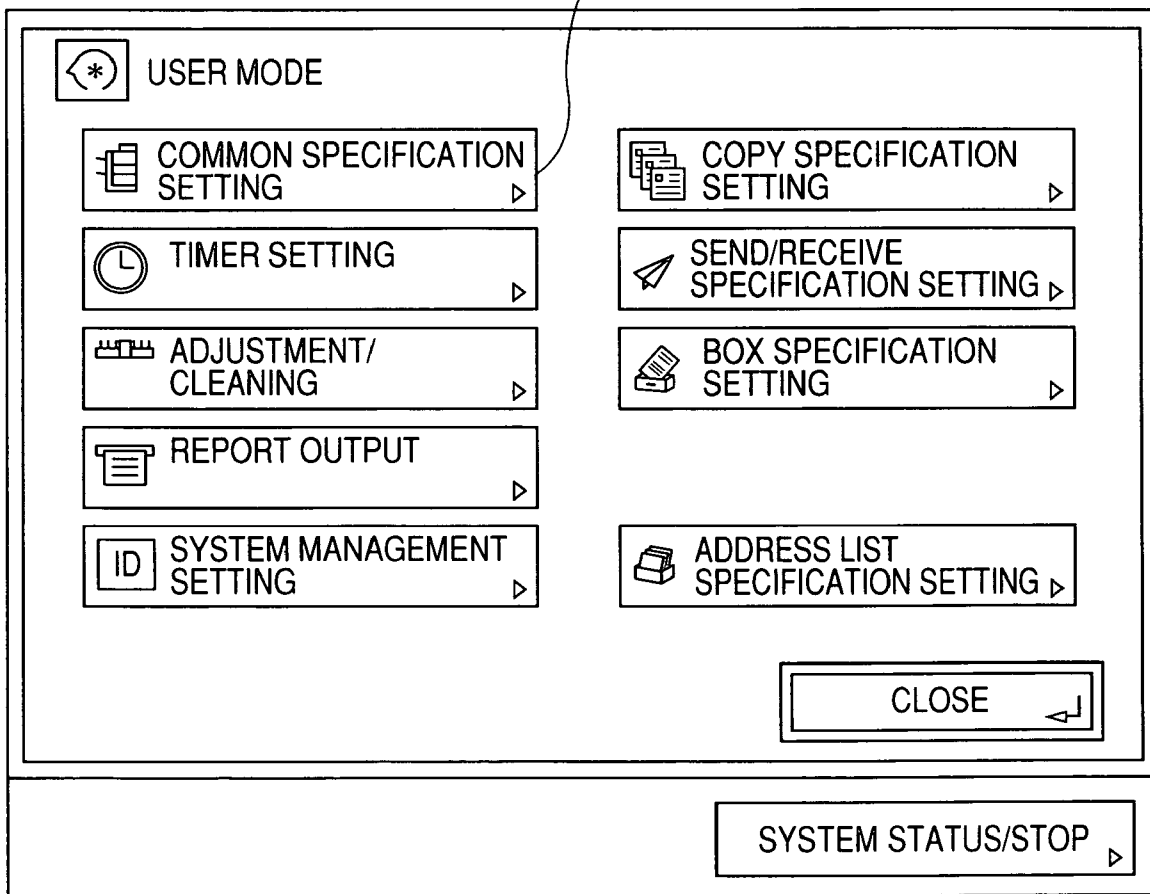 USER MODE
COMMON SPECIFICATION
SETTING
TIMER SETTING
ADJUSTMENT/
CLEANING
REPORT OUTPUT
ID
SYSTEM MANAGEMENT
SETTING
COPY SPECIFICATION
SETTING
SEND/RECEIVE
SPECIFICATION SETTING
BOX SPECIFICATION
SETTING
ADDRESS LIST
SPECIFICATION SETTING
CLOSE
SYSTEM STATUS/STOP